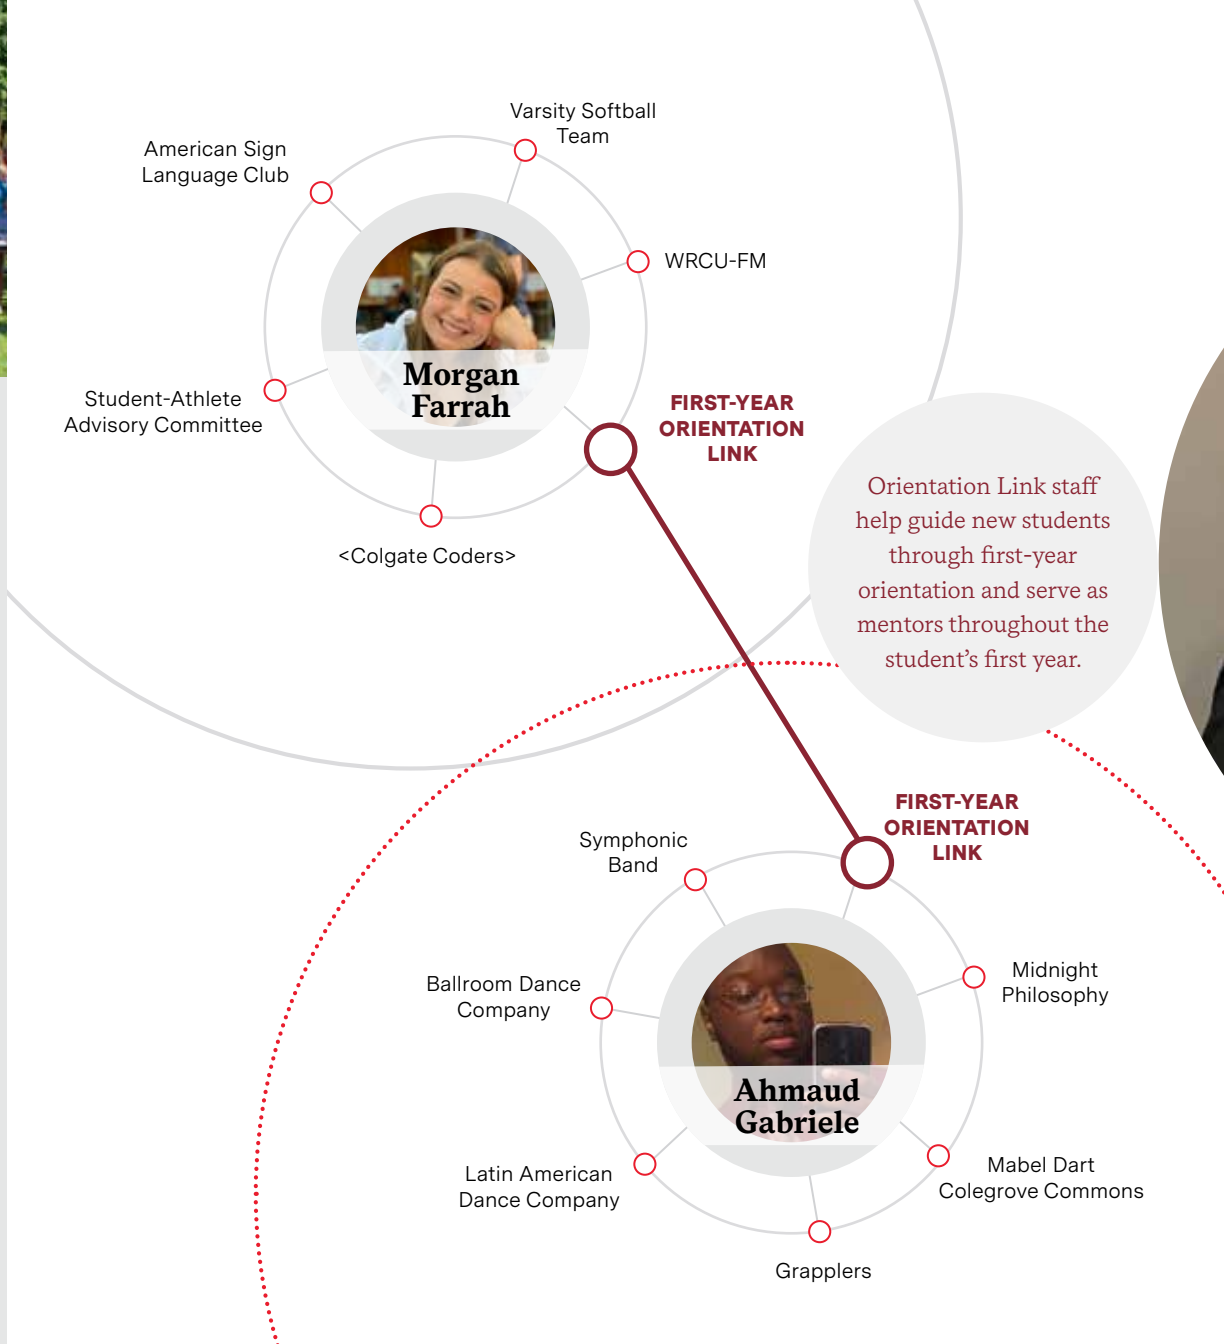 Varsity Softball
Team
American Sign
Language Club
WRCU-FM
Morgan
Farrah
Student-Athlete
Advisory Committee
<Colgate Coders>
FIRST-YEAR
ORIENTATION
LINK
Orientation Link staff
help guide new students
through first-year
orientation and serve as
mentors throughout the
student’s first year.
FIRST-YEAR
ORIENTATION
LINK
Symphonic
Band
Midnight
Philosophy
Ballroom Dance
Company
Ahmaud
Gabriele
Latin American
Dance Company
Mabel Dart
Colegrove Commons
Grapplers